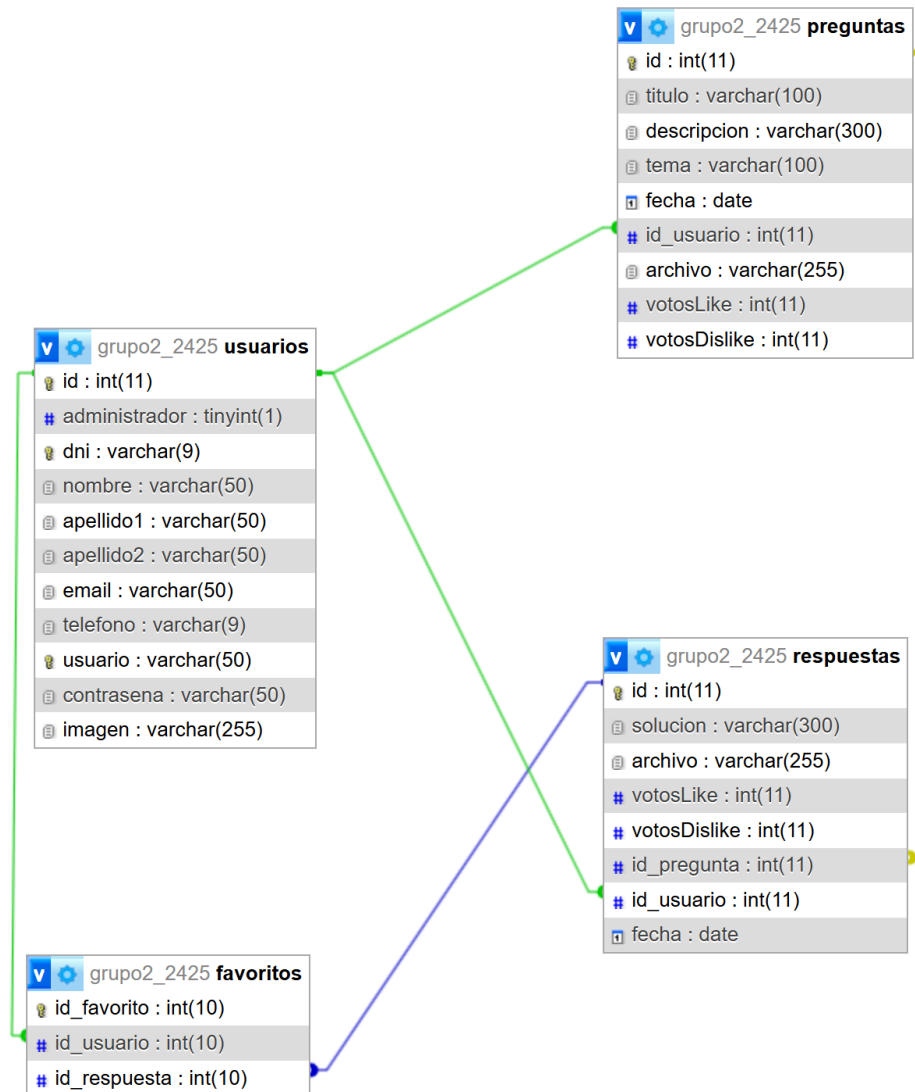 v grupo2_2425 preguntas
id : int(11)
titulo : varchar(100)
descripcion : varchar(300)
tema : varchar(100)
fecha : date
# id_usuario : int(11)
archivo : varchar(255)
# votosLike : int(11)
# votosDislike : int(11)
v grupo2_2425 usuarios
id : int(11)
# administrador : tinyint(1)
dni : varchar(9)
nombre : varchar(50)
apellido1 : varchar(50)
apellido2 : varchar(50)
email : varchar(50)
telefono : varchar(9)
usuario : varchar(50)
contrasena : varchar(50)
imagen : varchar(255)
v grupo2_2425 respuestas
id : int(11)
solucion : varchar(300)
archivo : varchar(255)
# votosLike : int(11)
# votosDislike : int(11)
# id_pregunta : int(11)
# id_usuario : int(11)
fecha : date
v grupo2_2425 favoritos
id_favorito : int(10)
# id_usuario : int(10)
# id_respuesta : int(10)